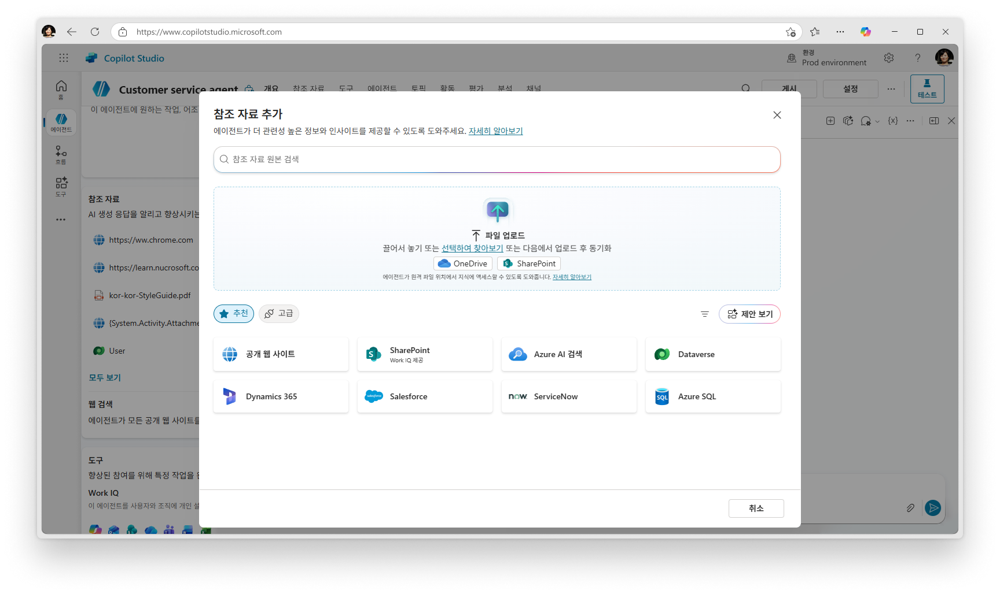 https://www.copilotstudio.microsoft.com
Copilot Studio
환경
Prod environment
Customer service agent
개요
참조 자료
도구
에이전트
토픽
활동
평가
분석
채널
게시
설정
테스트
홈
에이전트
흐름
도구
이 에이전트에 원하는 작업, 어조
참조 자료
AI 생성 응답을 알리고 향상시키는
https://ww.chrome.com
https://learn.nucrosoft.co
kor-kor-StyleGuide.pdf
{System.Activity.Attachme
User
모두 보기
웹 검색
에이전트가 모든 공개 웹 사이트를
도구
향상된 참여를 위해 특정 작업을 
Work IQ
이 에이전트를 사용자와 조직에 개인 설
참조 자료 추가
에이전트가 더 관련성 높은 정보와 인사이트를 제공할 수 있도록 도와주세요. 자세히 알아보기
참조 자료 원본 검색
파일 업로드
끌어서 놓기 또는 선택하여 찾아보기 또는 다음에서 업로드 후 동기화
OneDrive
SharePoint
에이전트가 원격 파일 위치에서 지식에 액세스할 수 있도록 도와줍니다. 자세히 알아보기
추천
고급
제안 보기
공개 웹 사이트
SharePoint
Work IQ 제공
Azure AI 검색
Dataverse
Dynamics 365
salesforce
Salesforce
now.
ServiceNow
SQL
Azure SQL
취소
{x}